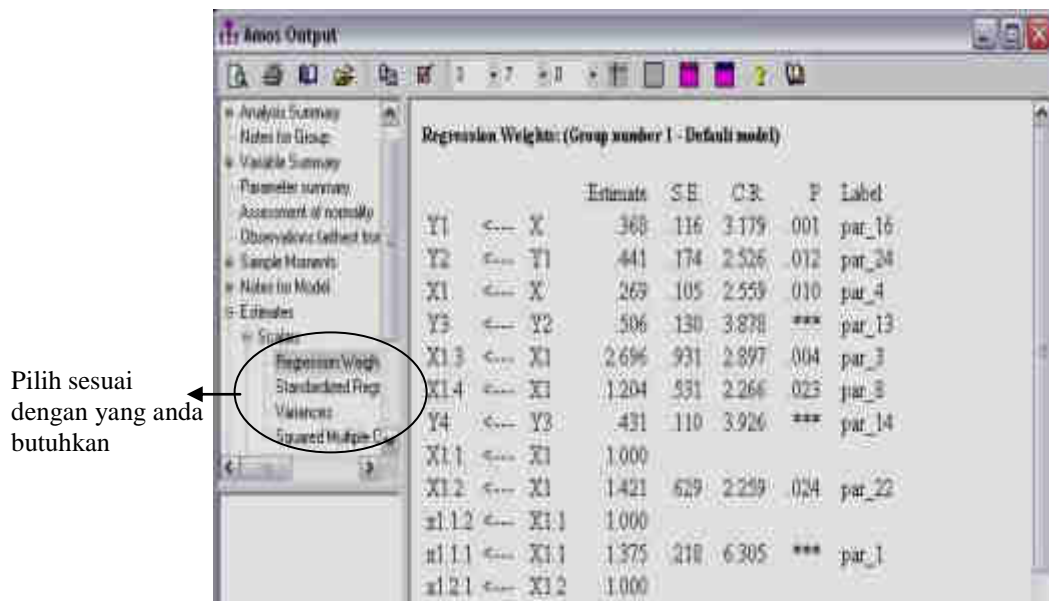 Amos Output
Analysis Summary
Notes for Group
Variable Summary
Parameter summary
Assessment of normality
Observations farthest
Sample Moments
Notes for Model
Estimates
Scalars
Regression Weigh
Standardized Regr
Variances
Squared Multiple C
Pilih sesuai
dengan yang anda
butuhkan
Regression Weights: (Group number 1 - Default model)
Estimate S.E. C.R. P Label
Y1 <--- X .368 .116 3.179 .001 par_16
Y2 <--- Y1 .441 .174 2.526 .012 par_24
X1 <--- X .269 .105 2.559 .010 par_4
Y3 <--- Y2 .506 .130 3.878 *** par_13
X1.3 <--- X1 2.696 .931 2.897 .004 par_3
X1.4 <--- X1 1.204 .531 2.266 .023 par_8
Y4 <--- Y3 .431 .110 3.926 *** par_14
X1.1 <--- X1 1.000
X1.2 <--- X1 1.421 .629 2.259 .024 par_22
x1.1.2 <--- X1.1 1.000
x1.1.1 <--- X1.1 1.375 .218 6.305 *** par_1
x1.2.1 <--- X1.2 1.000